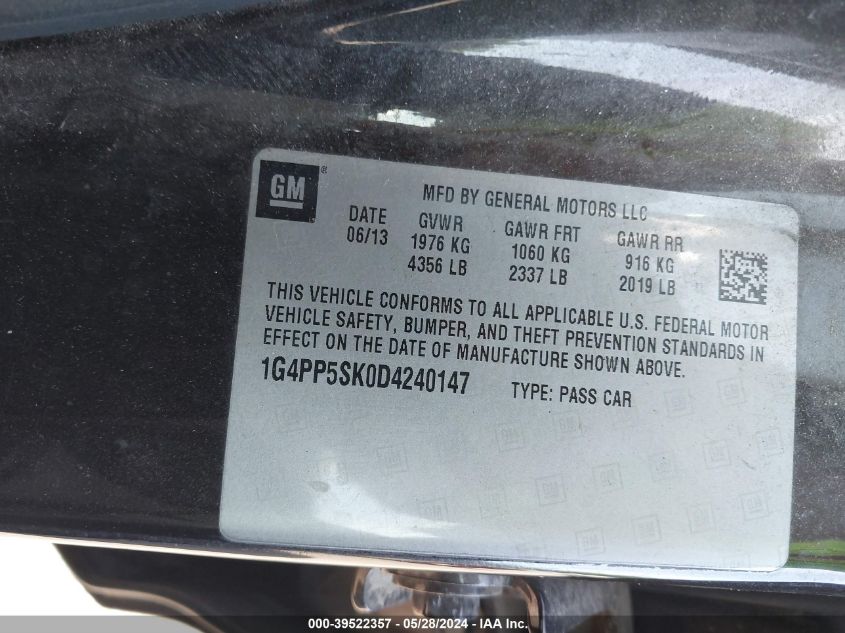 GM ®
MFD BY GENERAL MOTORS LLC
DATE GVWR GAWR FRT GAWR RR
06/13 1976 KG 1060 KG 916 KG
4356 LB 2337 LB 2019 LB
THIS VEHICLE CONFORMS TO ALL APPLICABLE U.S. FEDERAL MOTOR
VEHICLE SAFETY, BUMPER, AND THEFT PREVENTION STANDARDS IN
EFFECT ON THE DATE OF MANUFACTURE SHOWN ABOVE.
1G4PP5SK0D4240147 TYPE: PASS CAR
000-39522357 - 05/28/2024 - IAA Inc.